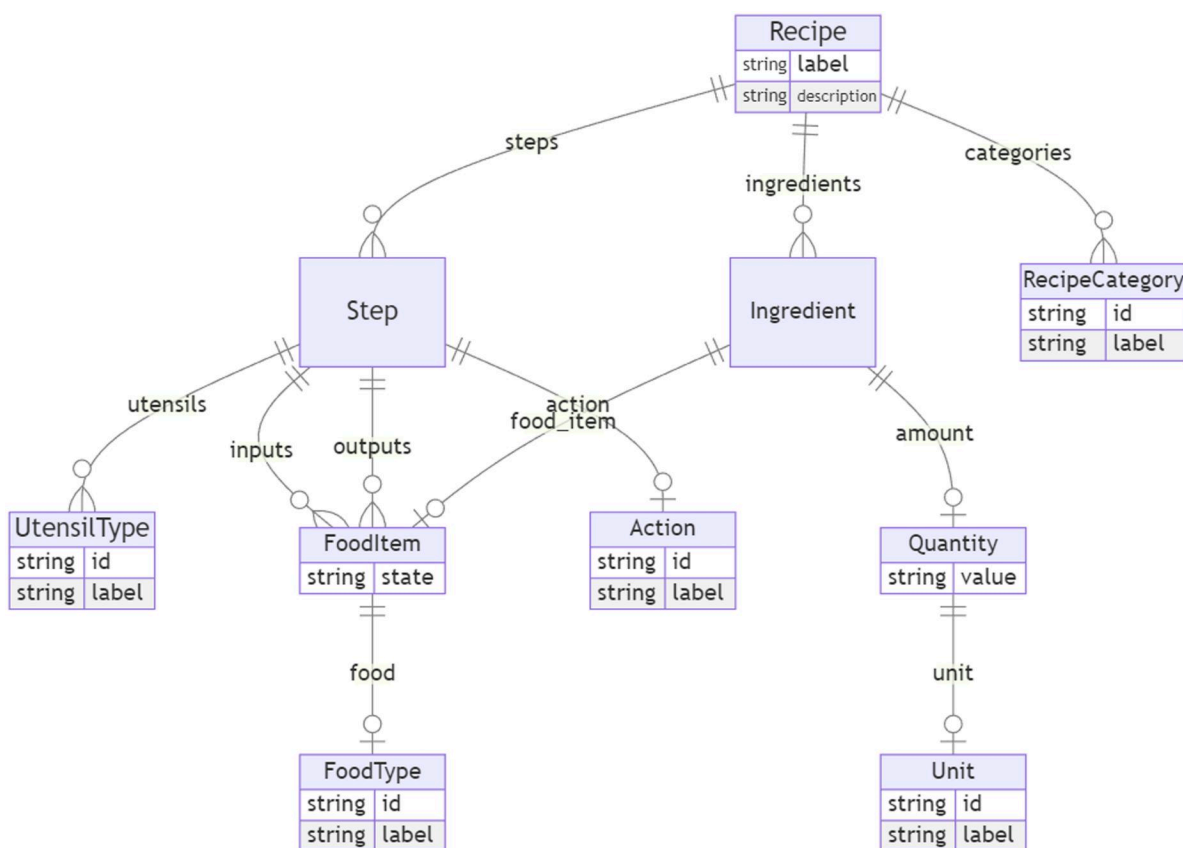 Recipe
string label
string description
steps
ingredients
categories
Step
Ingredient
RecipeCategory
string id
string label
utensils
inputs
outputs
action
food_item
amount
UtensilType
string id
string label
FoodItem
string state
Action
string id
string label
Quantity
string value
food
unit
FoodType
string id
string label
Unit
string id
string label